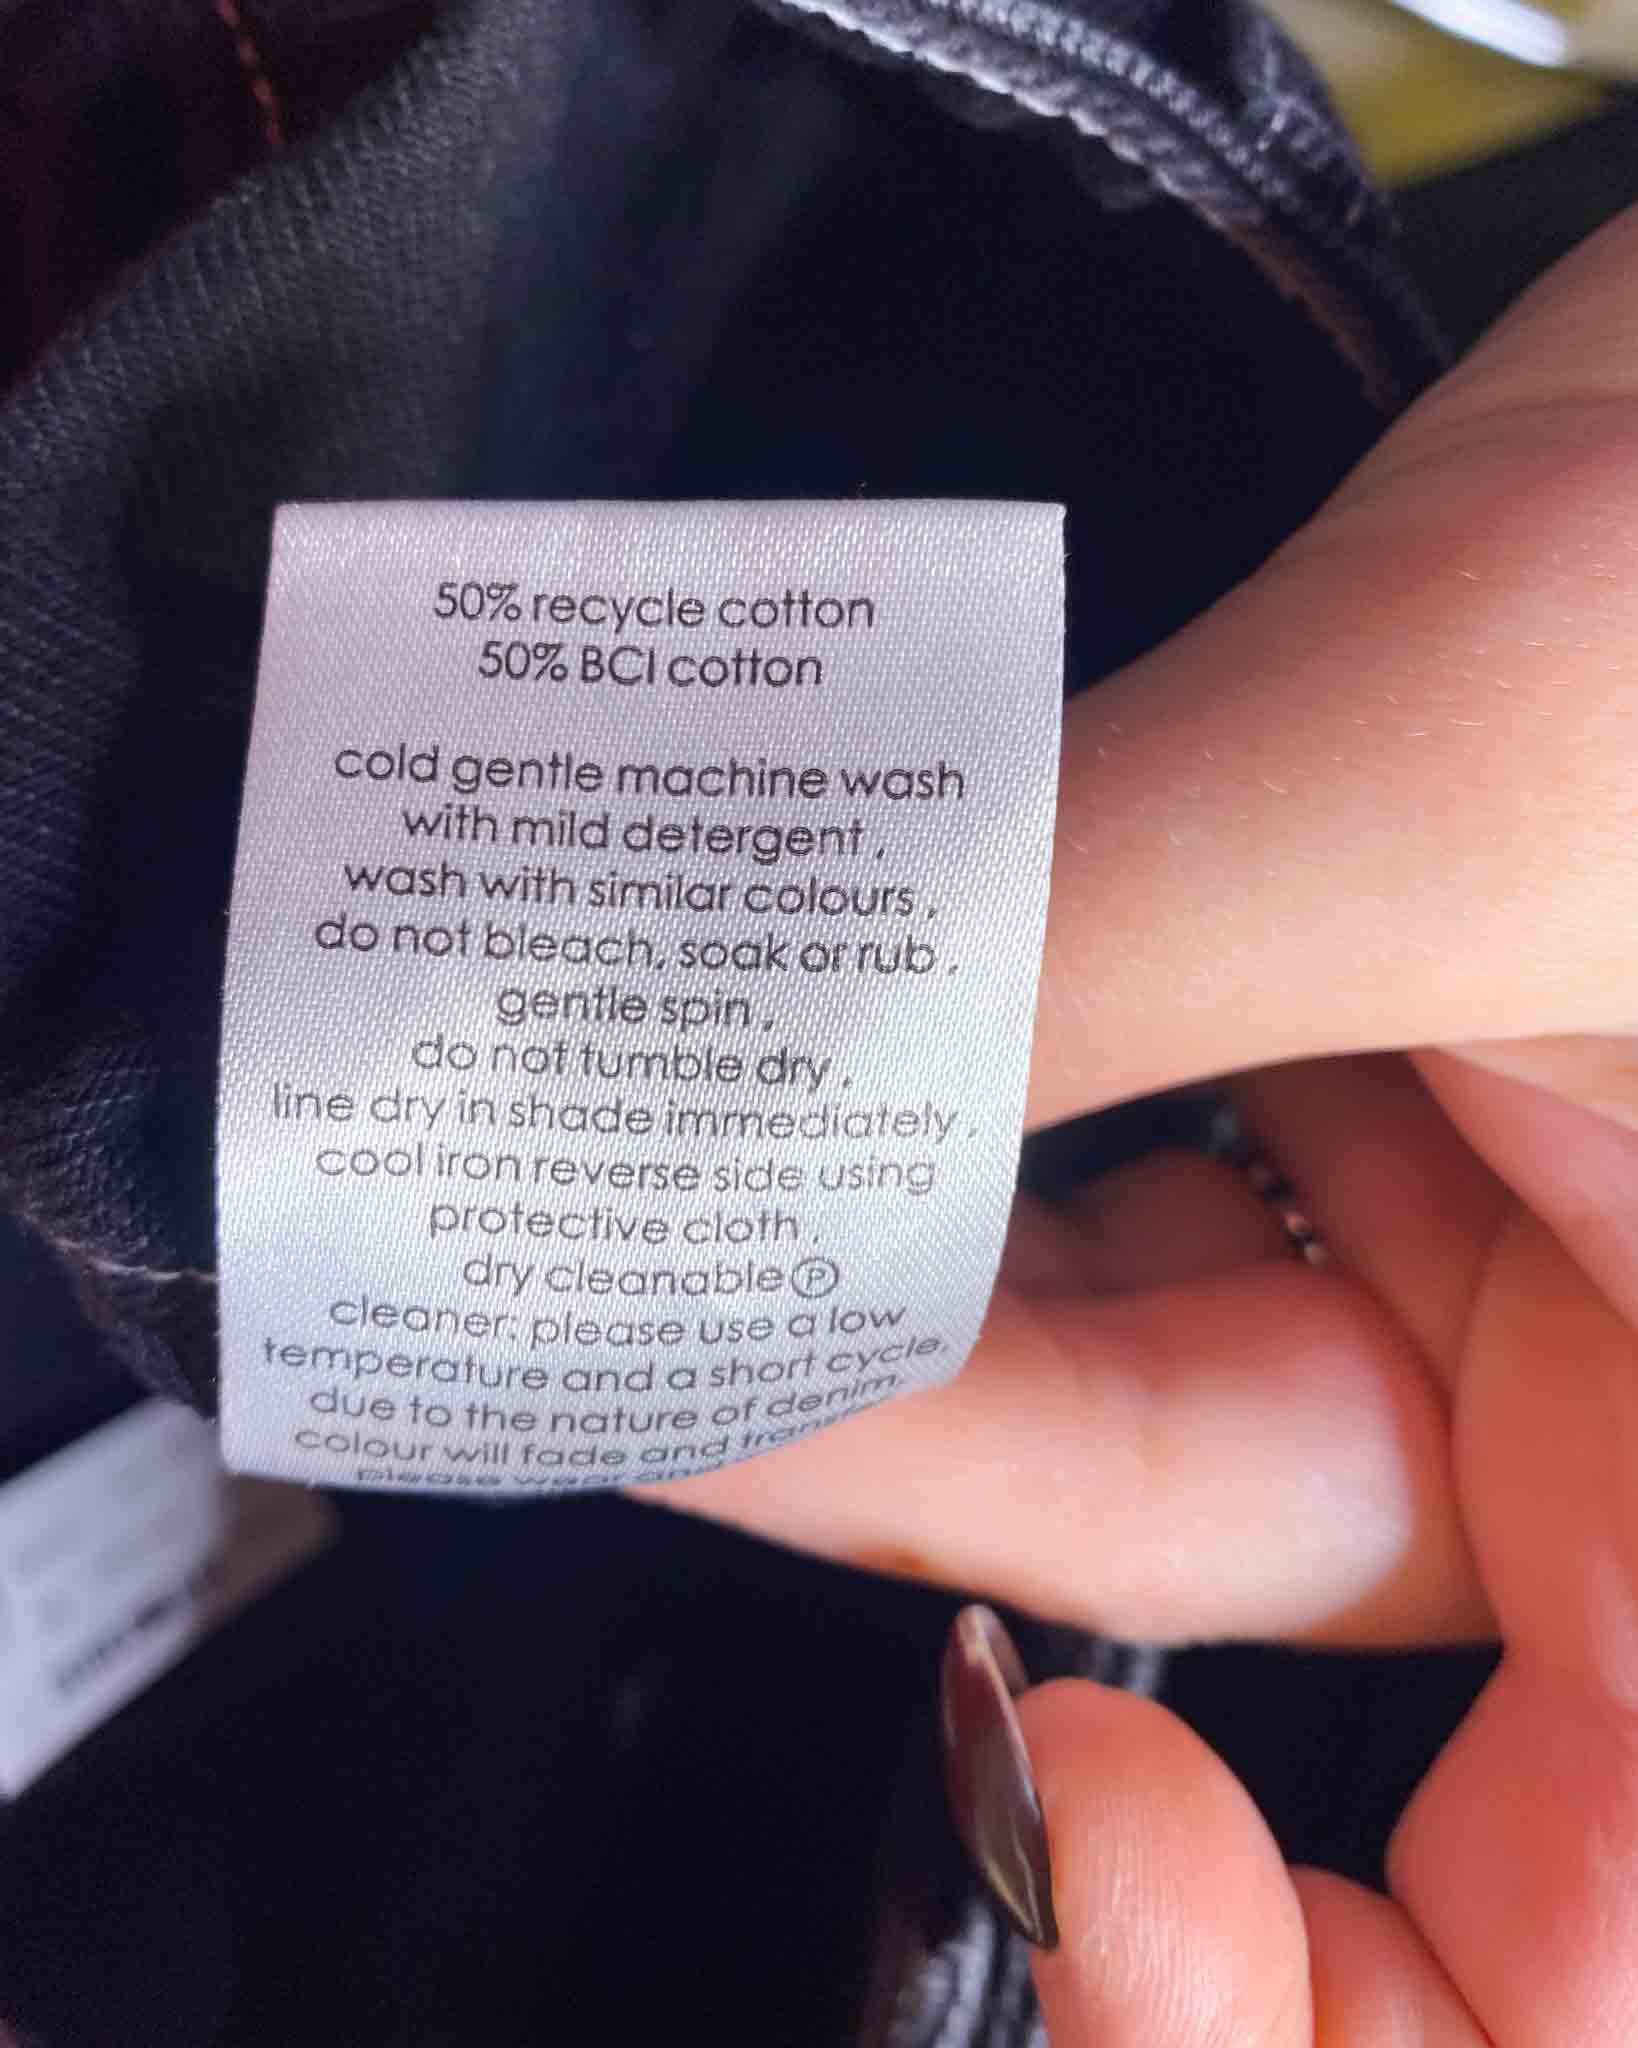 50% recycle cotton
50% BCI cotton
cold gentle machine wash
with mild detergent ,
wash with similar colours ,
do not bleach, soak or rub ,
gentle spin ,
do not tumble dry ,
line dry in shade immediately ,
cool iron reverse side using
protective cloth .
dry cleanable Ⓟ
cleaner: please use a low
temperature and a short cycle.
due to the nature of denim,
colour will fade and
please wear and